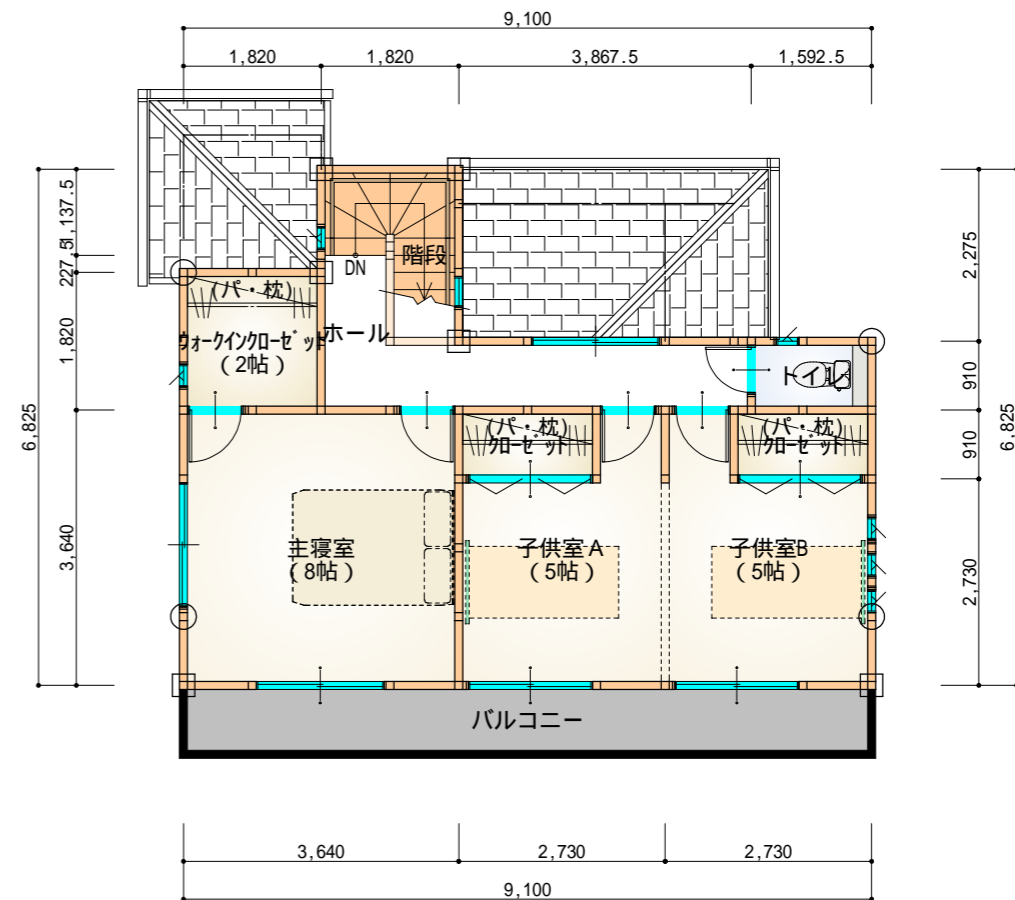 9,100
1,820
1,820
3,867.5
1,592.5
1,137.5
227.5
1,820
3,640
6,825
2,275
910
910
2,730
6,825
階段
DN
(パ・枕)
ホール
ウォークインクローゼット
(2帖)
トイレ
(パ・枕)
クローゼット
(パ・枕)
クローゼット
主寝室
(8帖)
子供室A
(5帖)
子供室B
(5帖)
バルコニー
3,640
2,730
2,730
9,100